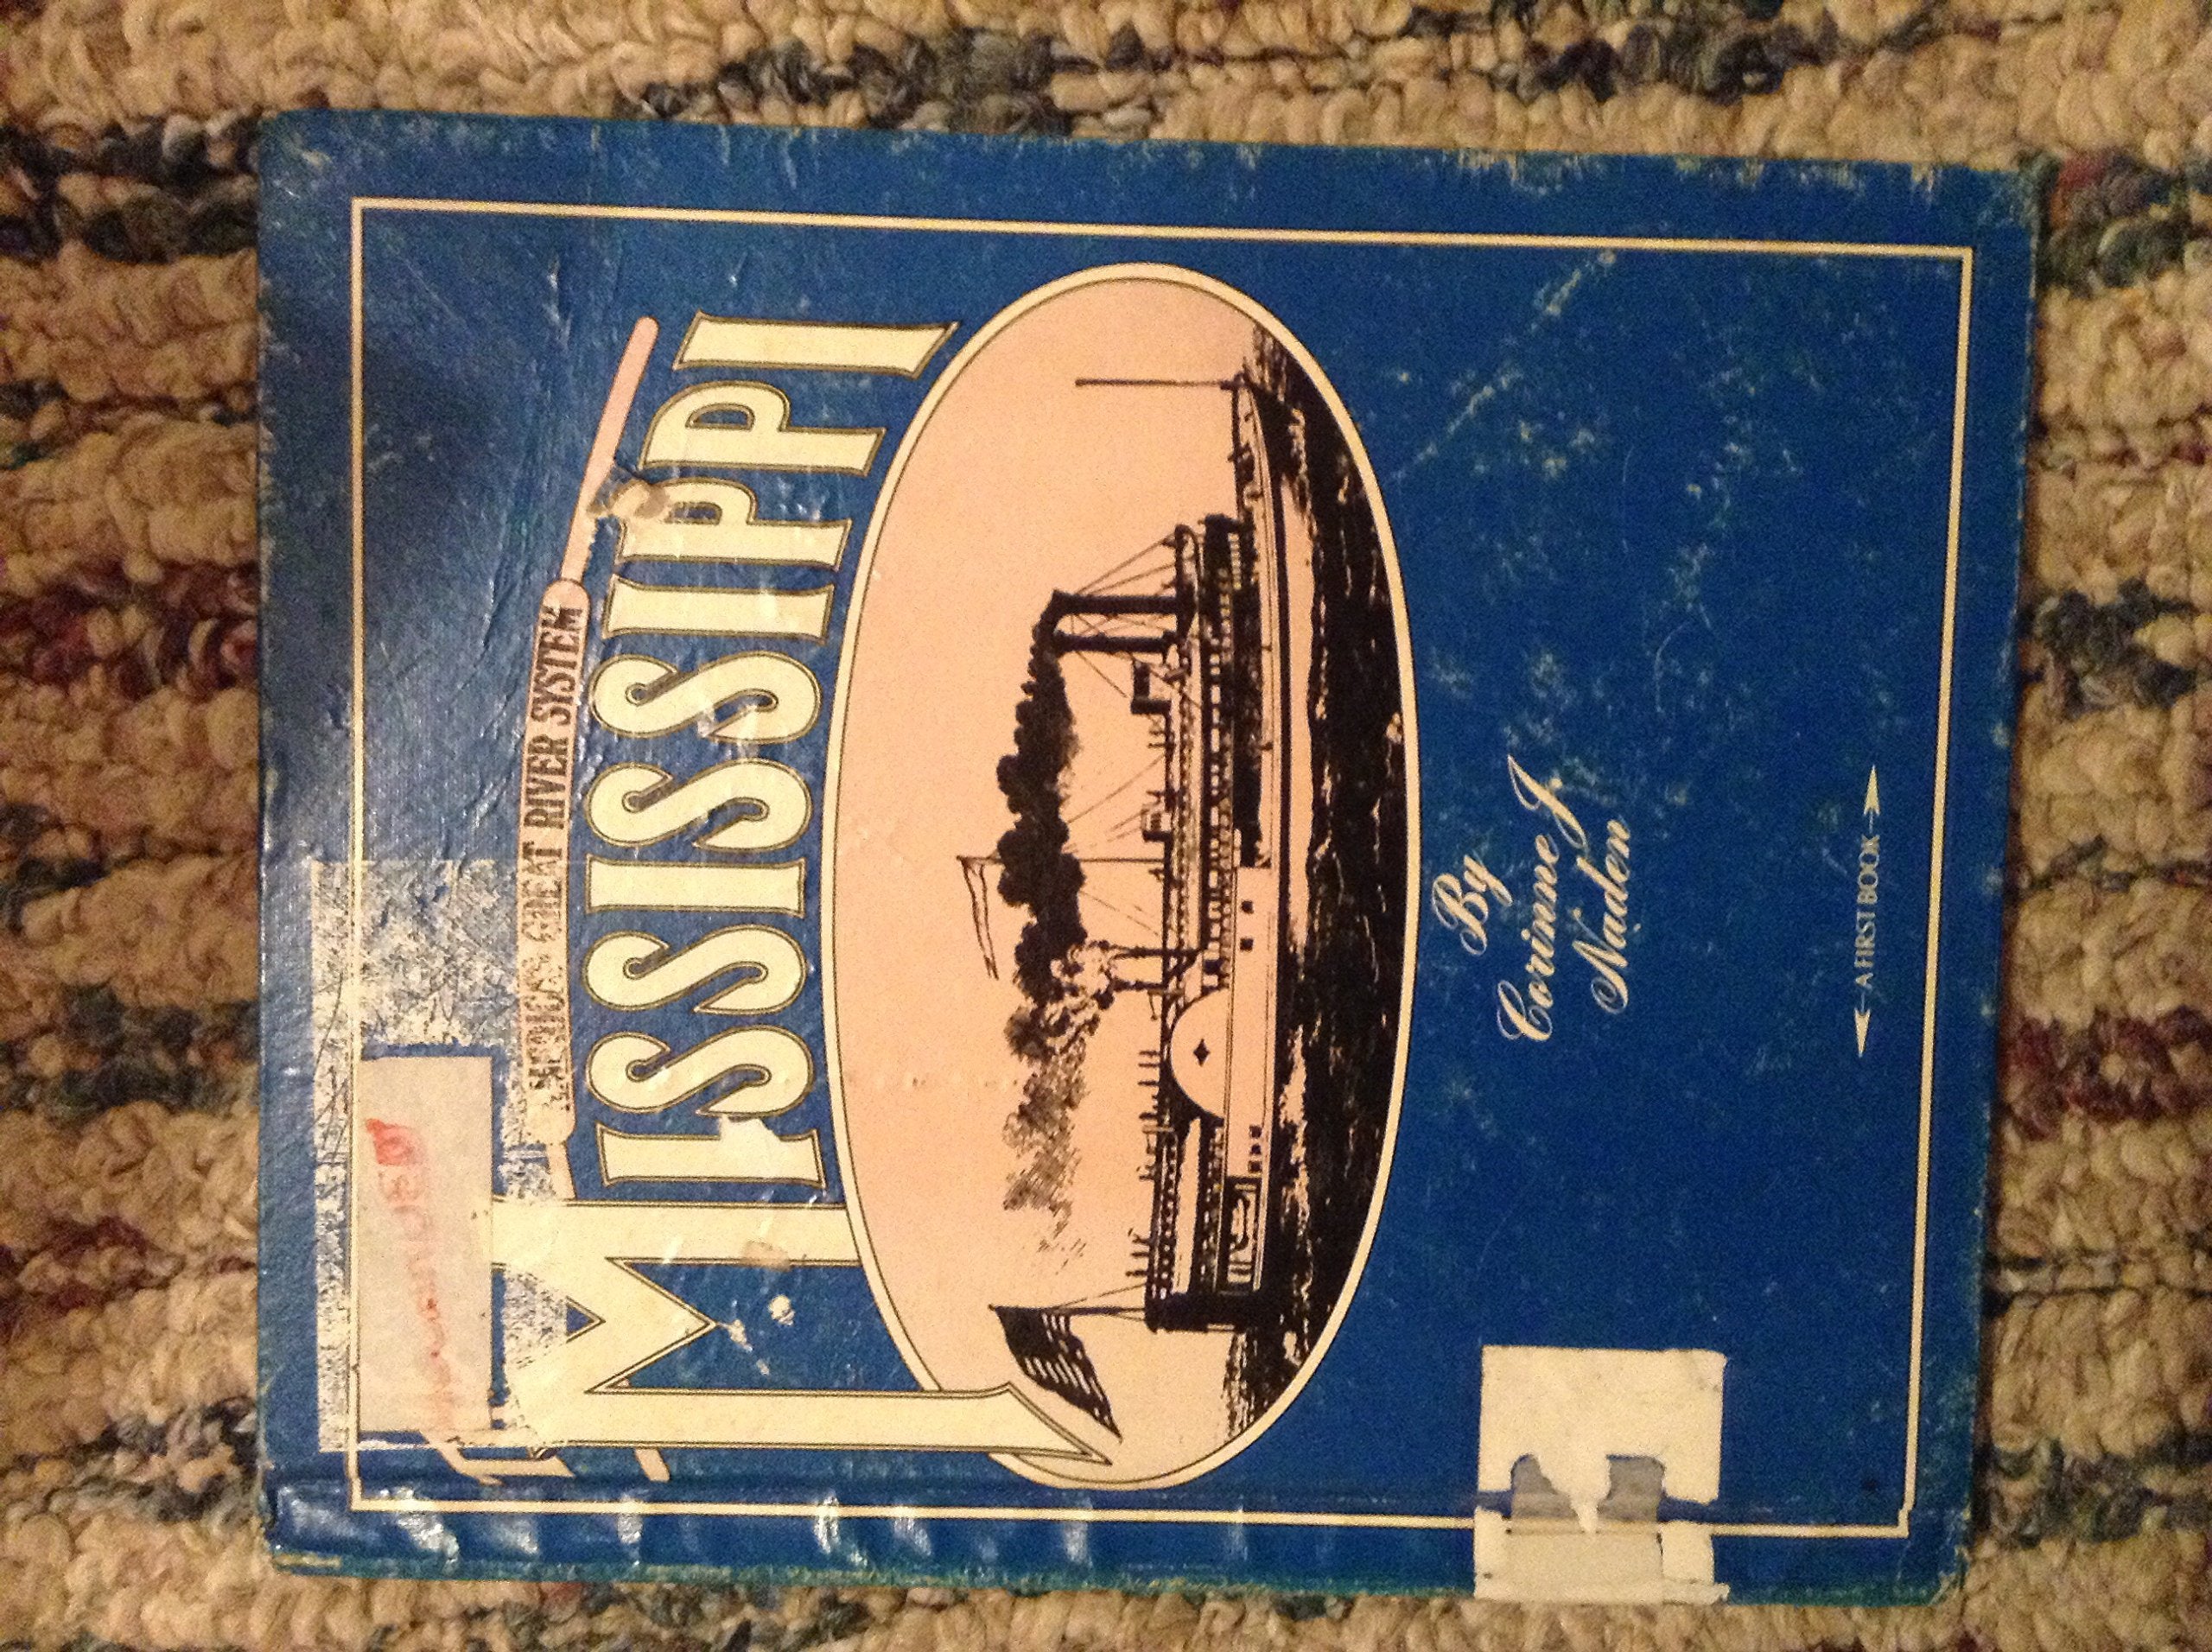 AMERICA'S GREAT RIVER SYSTEM
MISSISSIPPI
By
Corinne J.
Naden
A FIRST BOOK